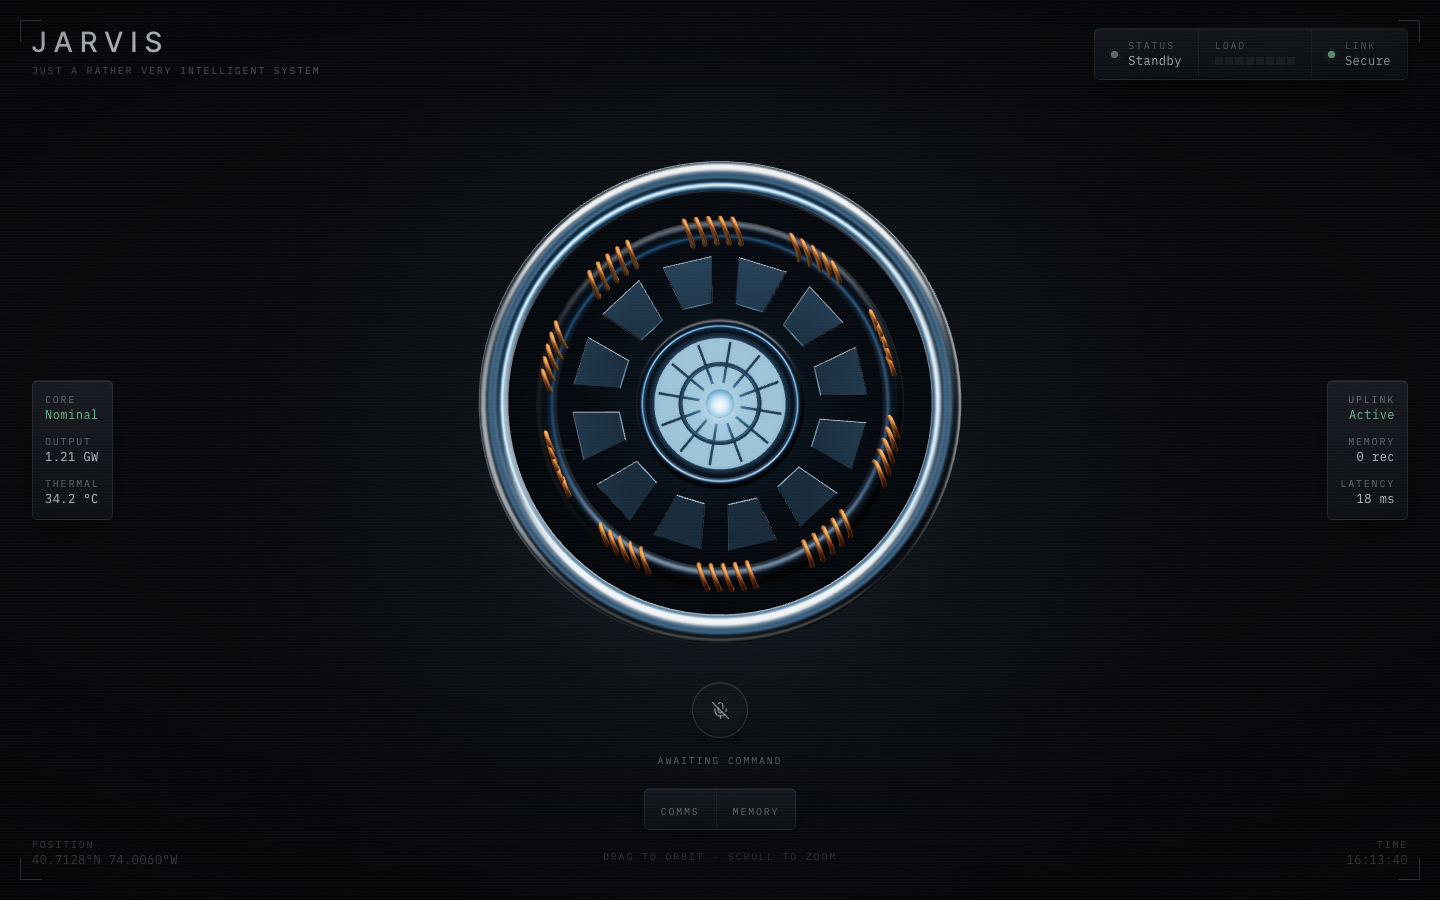 JARVIS
JUST A RATHER VERY INTELLIGENT SYSTEM
STATUS
Standby
LOAD
LINK
Secure
CORE
Nominal
OUTPUT
1.21 GW
THERMAL
34.2 °C
UPLINK
Active
MEMORY
0 rec
LATENCY
18 ms
AWAITING COMMAND
COMMS
MEMORY
DRAG TO ORBIT · SCROLL TO ZOOM
POSITION
40.7128°N 74.0060°W
TIME
16:13:40